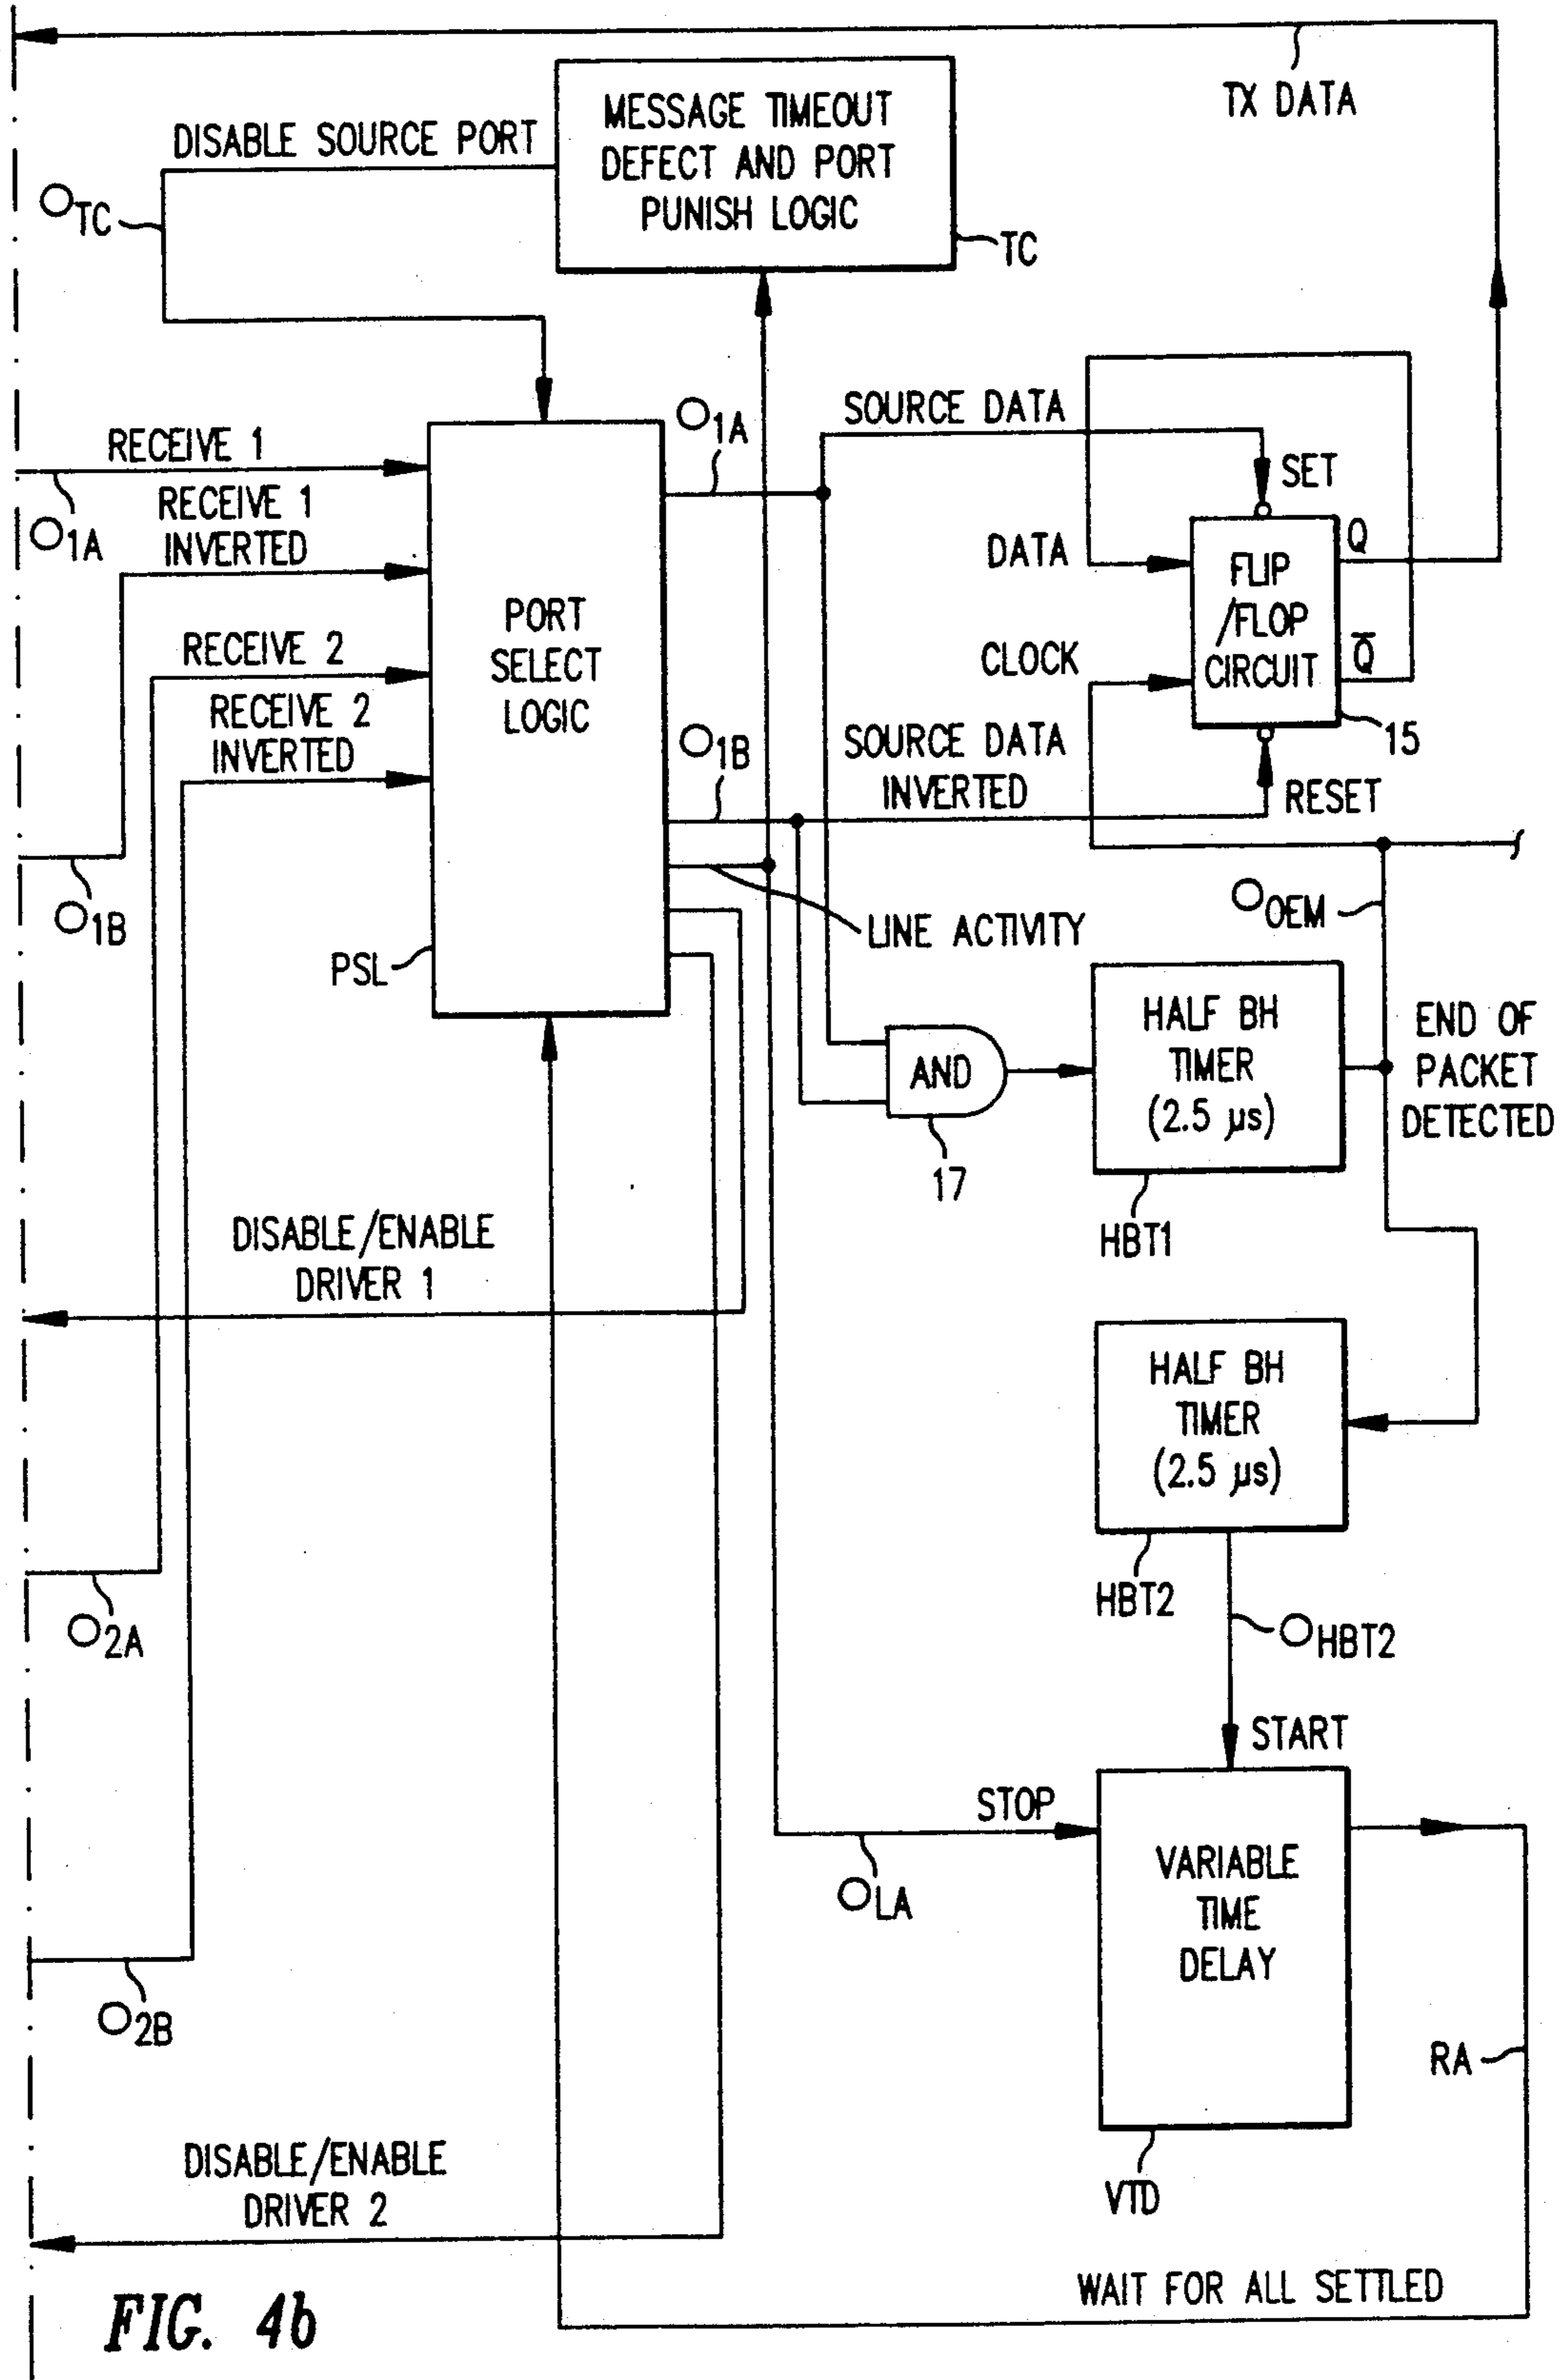 TX DATA
MESSAGE TIMEOUT
DEFECT AND PORT
PUNISH LOGIC
DISABLE SOURCE PORT
OTC
TC
RECEIVE 1
O1A
RECEIVE 1
INVERTED
RECEIVE 2
RECEIVE 2
INVERTED
O1B
PORT
SELECT
LOGIC
PSL
O1A
SOURCE DATA
SET
DATA
Q
FLIP
/FLOP
CIRCUIT
CLOCK
Q̅
15
O1B
SOURCE DATA
INVERTED
RESET
LINE ACTIVITY
OOEM
AND
17
HALF BH
TIMER
(2.5 µs)
HBT1
END OF
PACKET
DETECTED
DISABLE/ENABLE
DRIVER 1
HALF BH
TIMER
(2.5 µs)
HBT2
OHBT2
O2A
START
STOP
OLA
VARIABLE
TIME
DELAY
VTD
RA
O2B
DISABLE/ENABLE
DRIVER 2
WAIT FOR ALL SETTLED
FIG. 4b